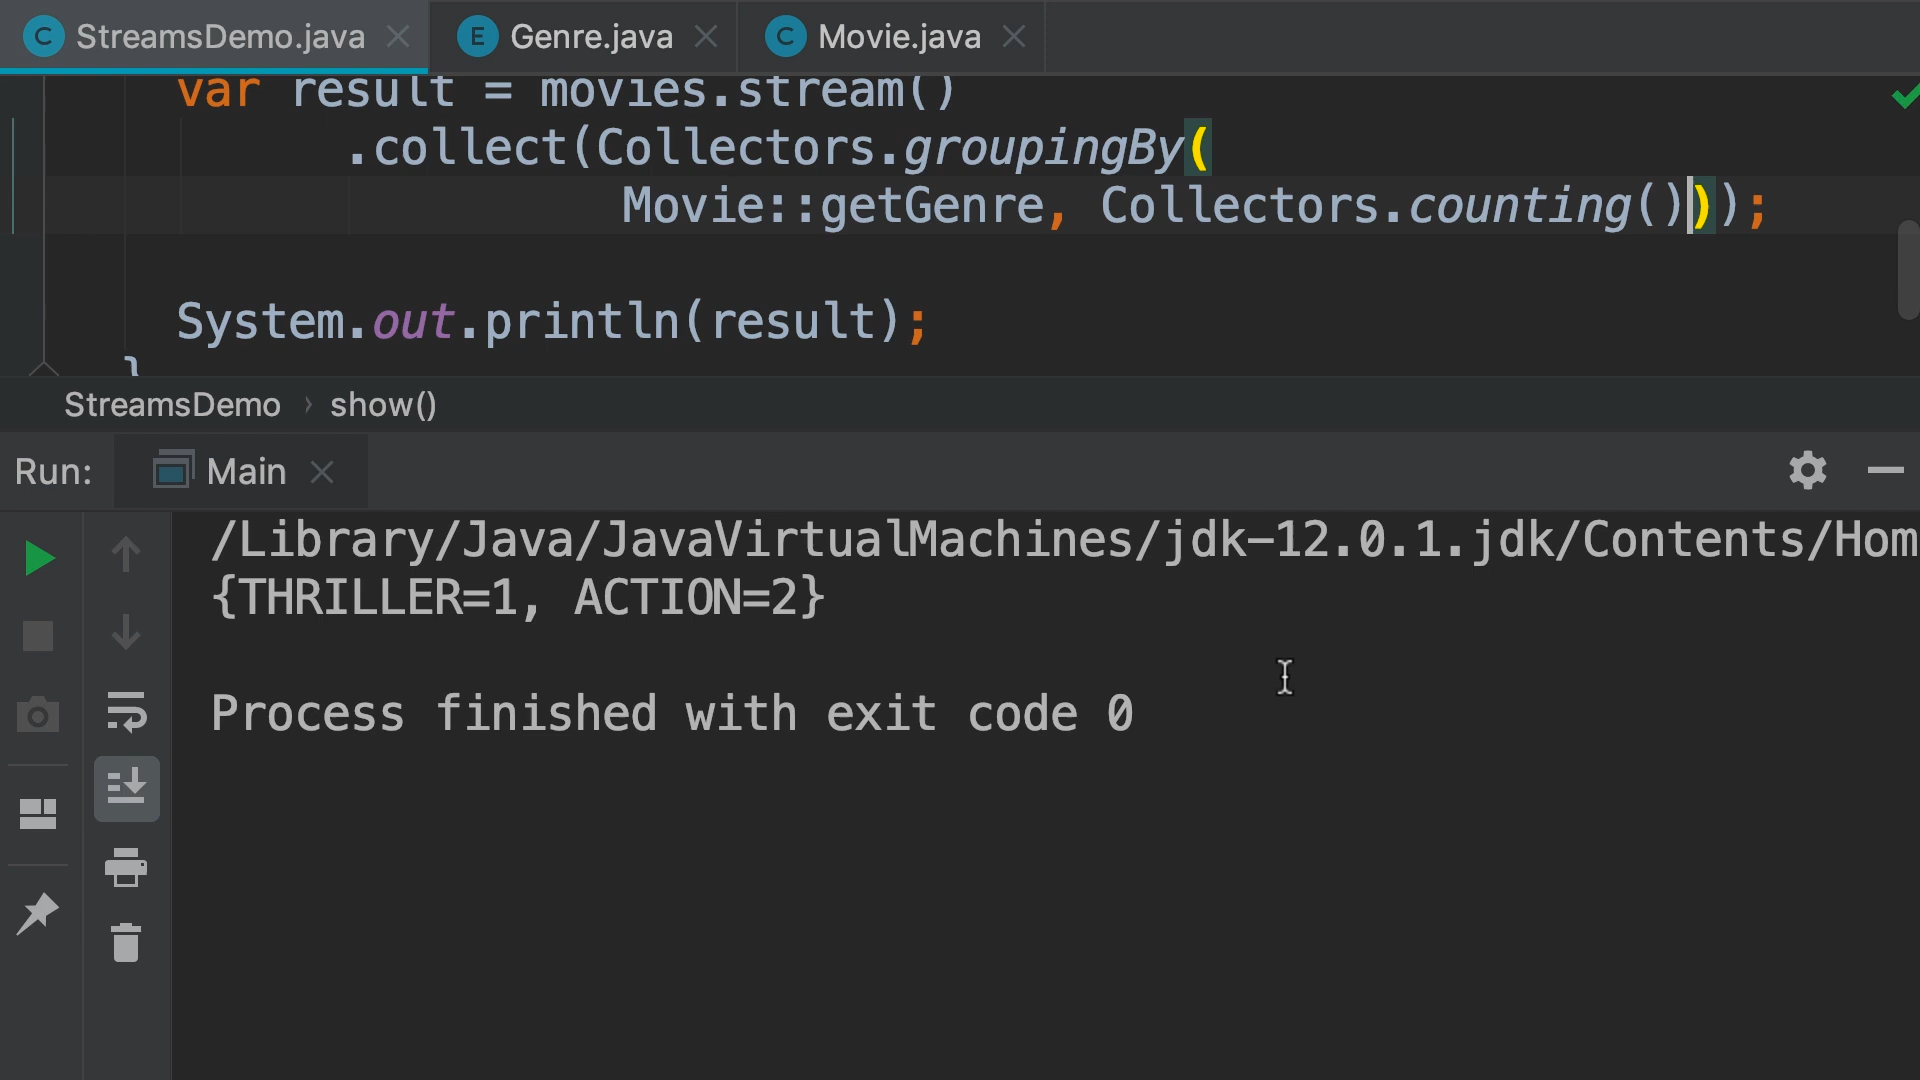 C StreamsDemo.java E Genre.java C Movie.java
var result = movies.stream()
.collect(Collectors.groupingBy(
Movie::getGenre, Collectors.counting()));
System.out.println(result);
}
StreamsDemo › show()
Run: Main
/Library/Java/JavaVirtualMachines/jdk-12.0.1.jdk/Contents/Hom
{THRILLER=1, ACTION=2}
Process finished with exit code 0